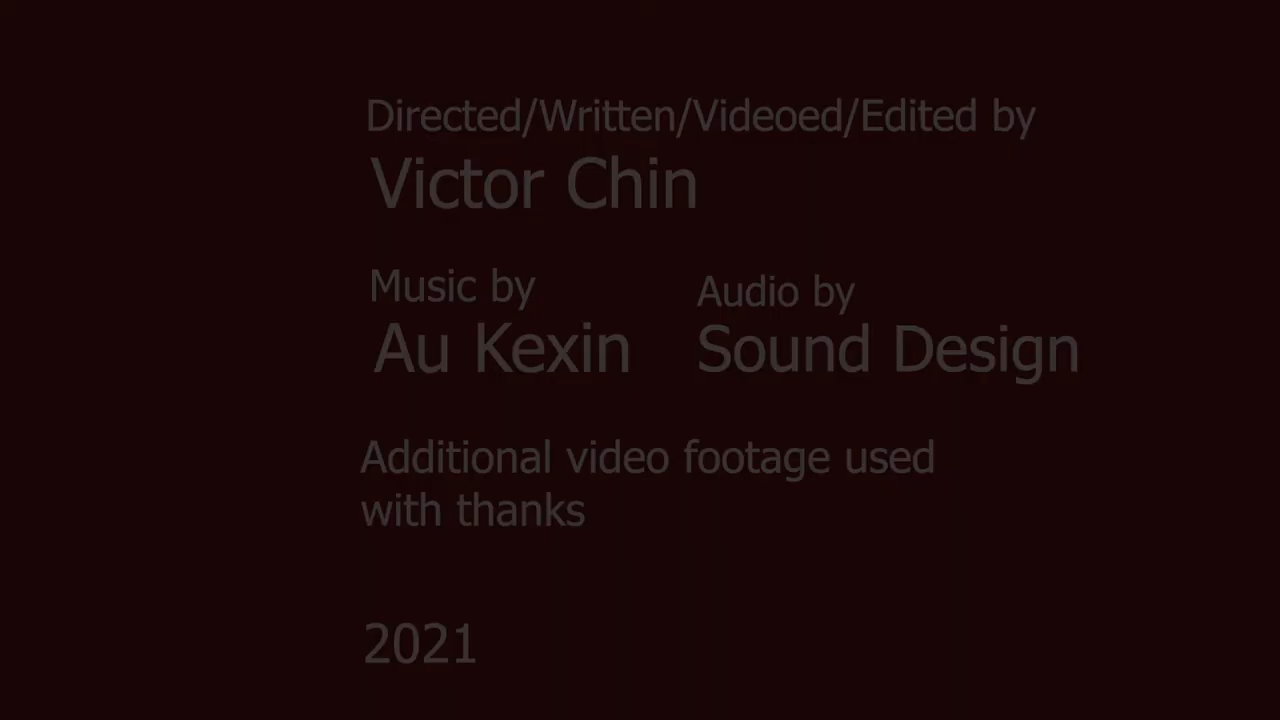 Directed/Written/Videoed/Edited by
Victor Chin
Music by
Au Kexin
Audio by
Sound Design
Additional video footage used
with thanks
2021